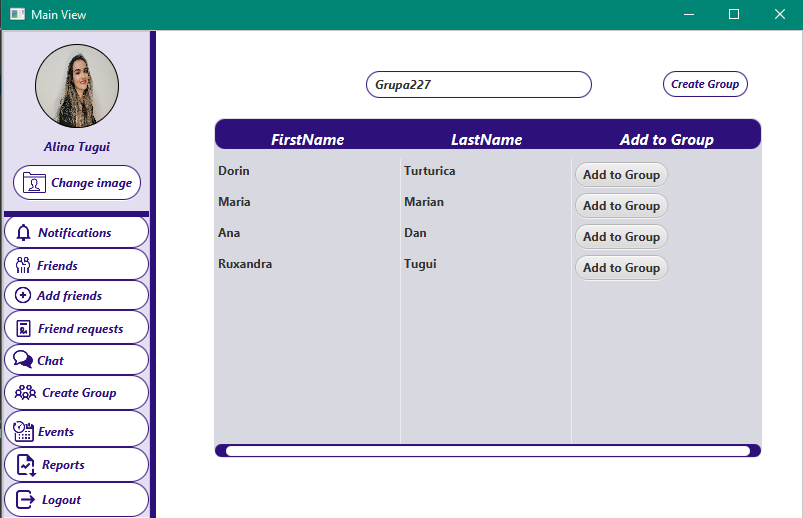 Main View
Alina Tugui
Change image
Notifications
Friends
Add friends
Friend requests
Chat
Create Group
Events
Reports
Logout
Grupa227
Create Group
FirstName LastName Add to Group
Dorin Turturica Add to Group
Maria Marian Add to Group
Ana Dan Add to Group
Ruxandra Tugui Add to Group